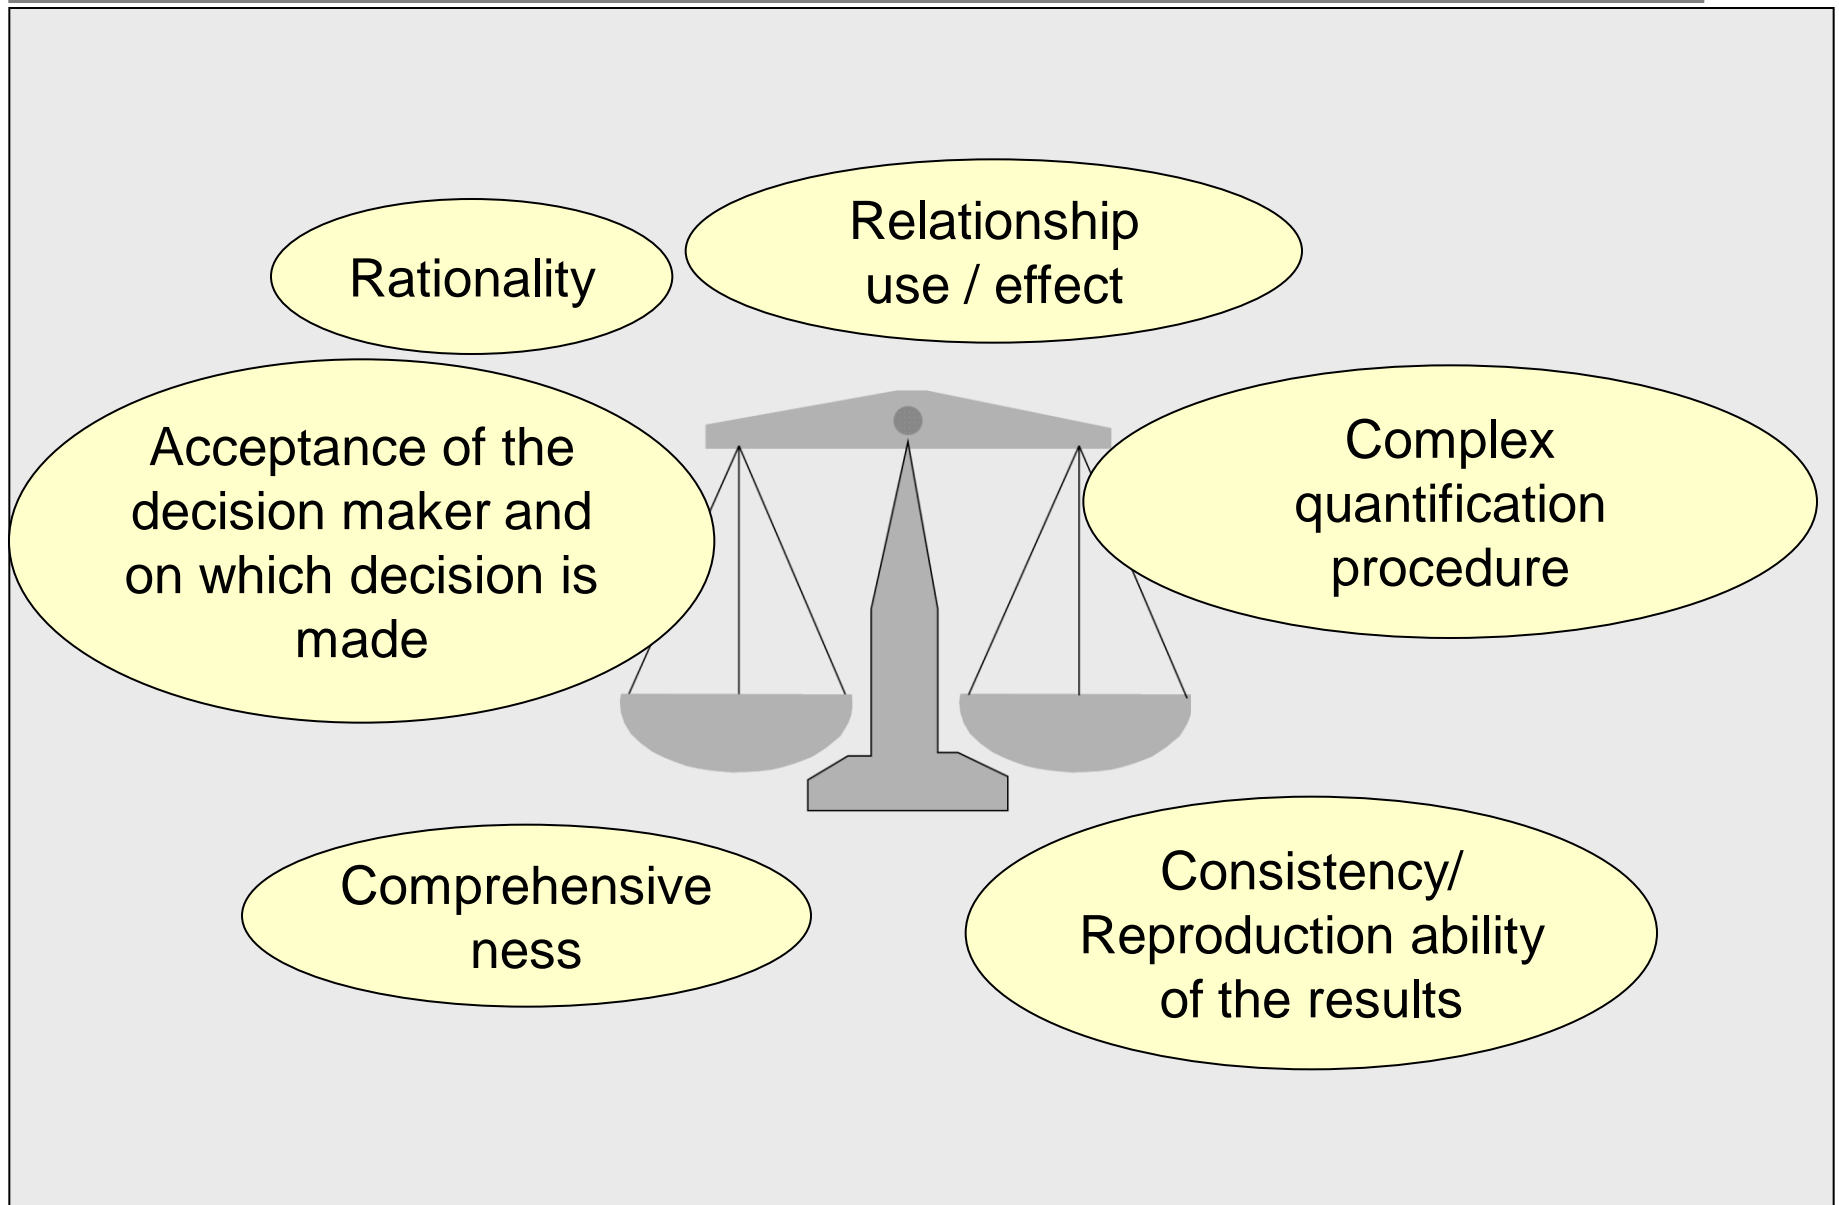 Relationship
use / effect
Rationality
Acceptance of the
decision maker and
on which decision is
made
Complex
quantification
procedure
Comprehensive
ness
Consistency/
Reproduction ability
of the results